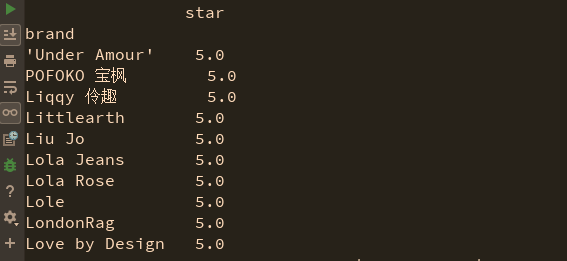 star
brand
'Under Amour' 5.0
POFOKO 宝枫 5.0
Liqqy 伶趣 5.0
Littlearth 5.0
Liu Jo 5.0
Lola Jeans 5.0
Lola Rose 5.0
Lole 5.0
LondonRag 5.0
Love by Design 5.0